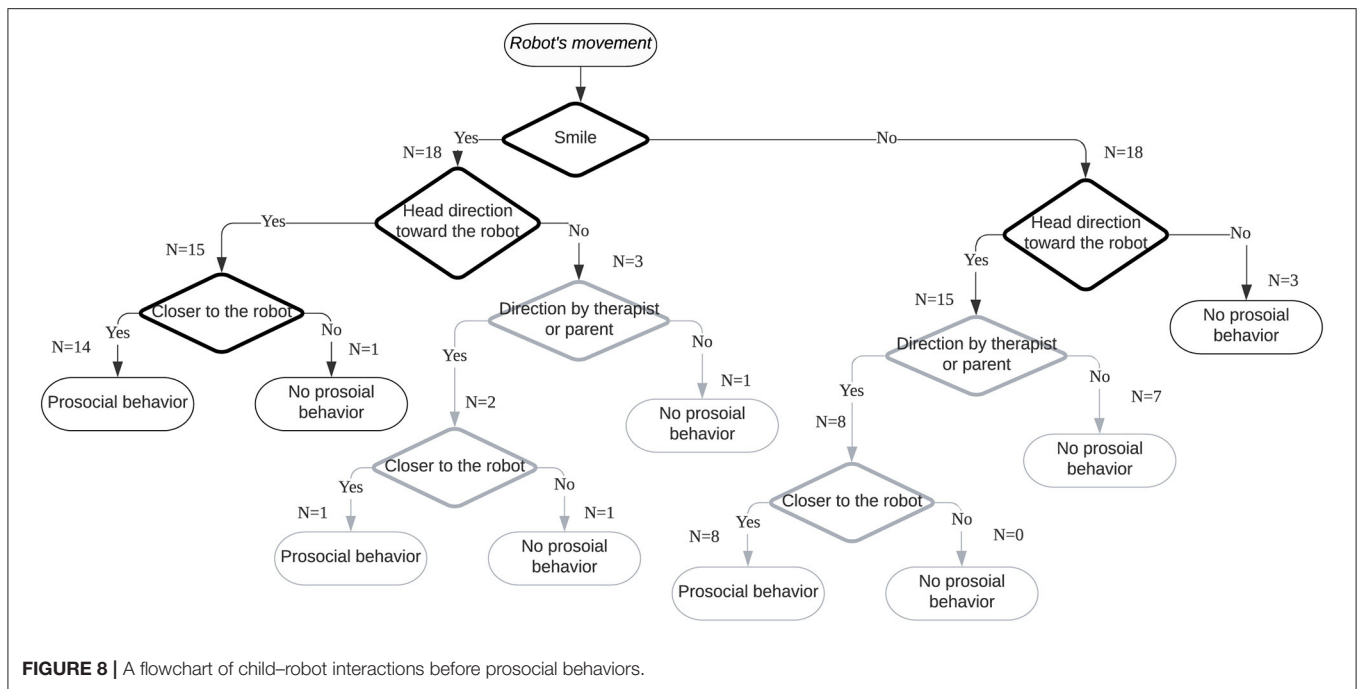 Robot's movement
Smile
Yes
No
N=18
N=18
Head direction
toward the robot
Head direction
toward the robot
Yes
No
Yes
No
N=15
N=3
N=15
N=3
Closer to the robot
Direction by therapist
or parent
Direction by therapist
or parent
No prosoial
behavior
Yes
No
N=14
N=1
Yes
No
Yes
No
Prosocial behavior
No prosoial
behavior
N=2
N=1
N=8
N=7
No prosoial
behavior
No prosoial
behavior
Closer to the robot
Closer to the robot
Yes
No
N=1
N=1
Yes
No
N=8
N=0
Prosocial behavior
No prosoial
behavior
Prosocial behavior
No prosoial
behavior
FIGURE 8 | A flowchart of child–robot interactions before prosocial behaviors.